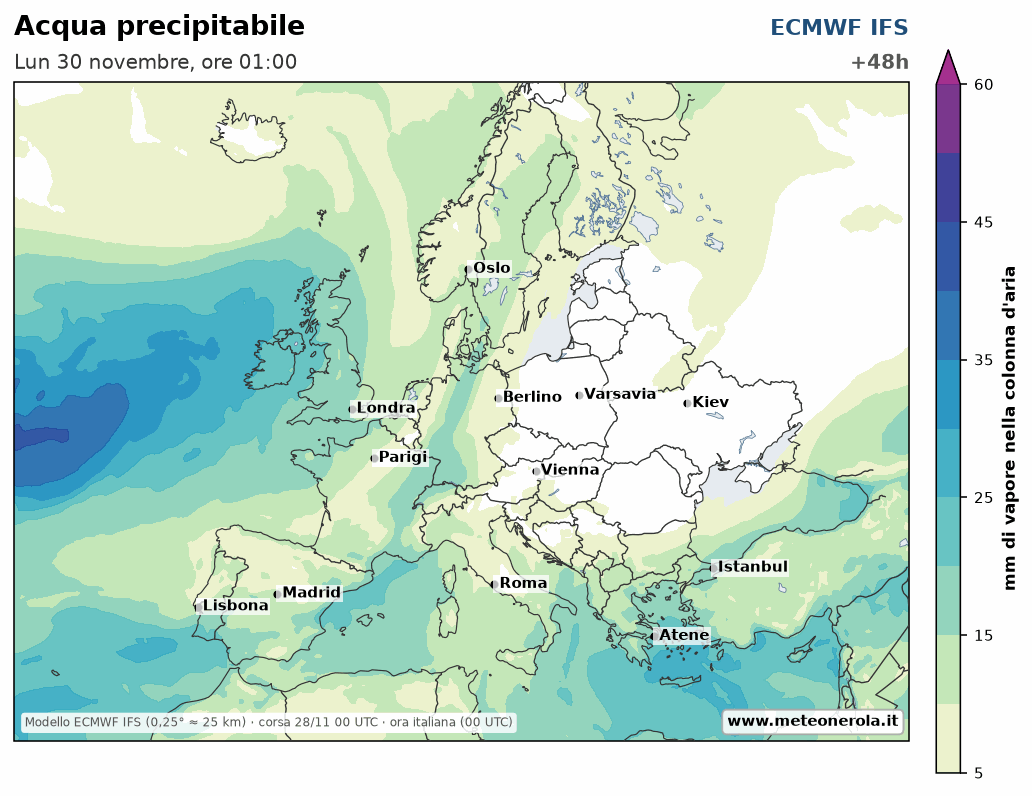 Acqua precipitabile
ECMWF IFS
Lun 30 novembre, ore 01:00
+48h
60
45
35
25
15
5
mm di vapore nella colonna d'aria
Oslo
Berlino
Varsavia
Kiev
Londra
Parigi
Vienna
Istanbul
Roma
Madrid
Lisbona
Atene
Modello ECMWF IFS (0,25° ≈ 25 km) · corsa 28/11 00 UTC · ora italiana (00 UTC)
www.meteonerola.it